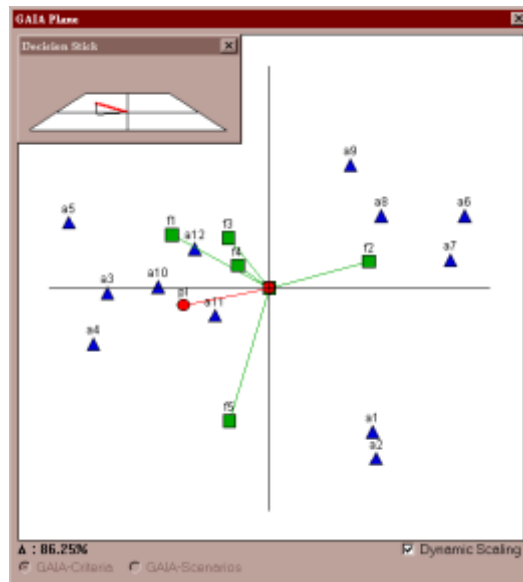 GAIA Plane
Decision Stick
a9
a5
a8
a6
f1
f3
a12
f2
a7
f4
a3
a10
pi
a11
a4
f5
a1
a2
Δ : 86.25%
Dynamic Scaling
GAIA-Criteria
GAIA-Scenarios